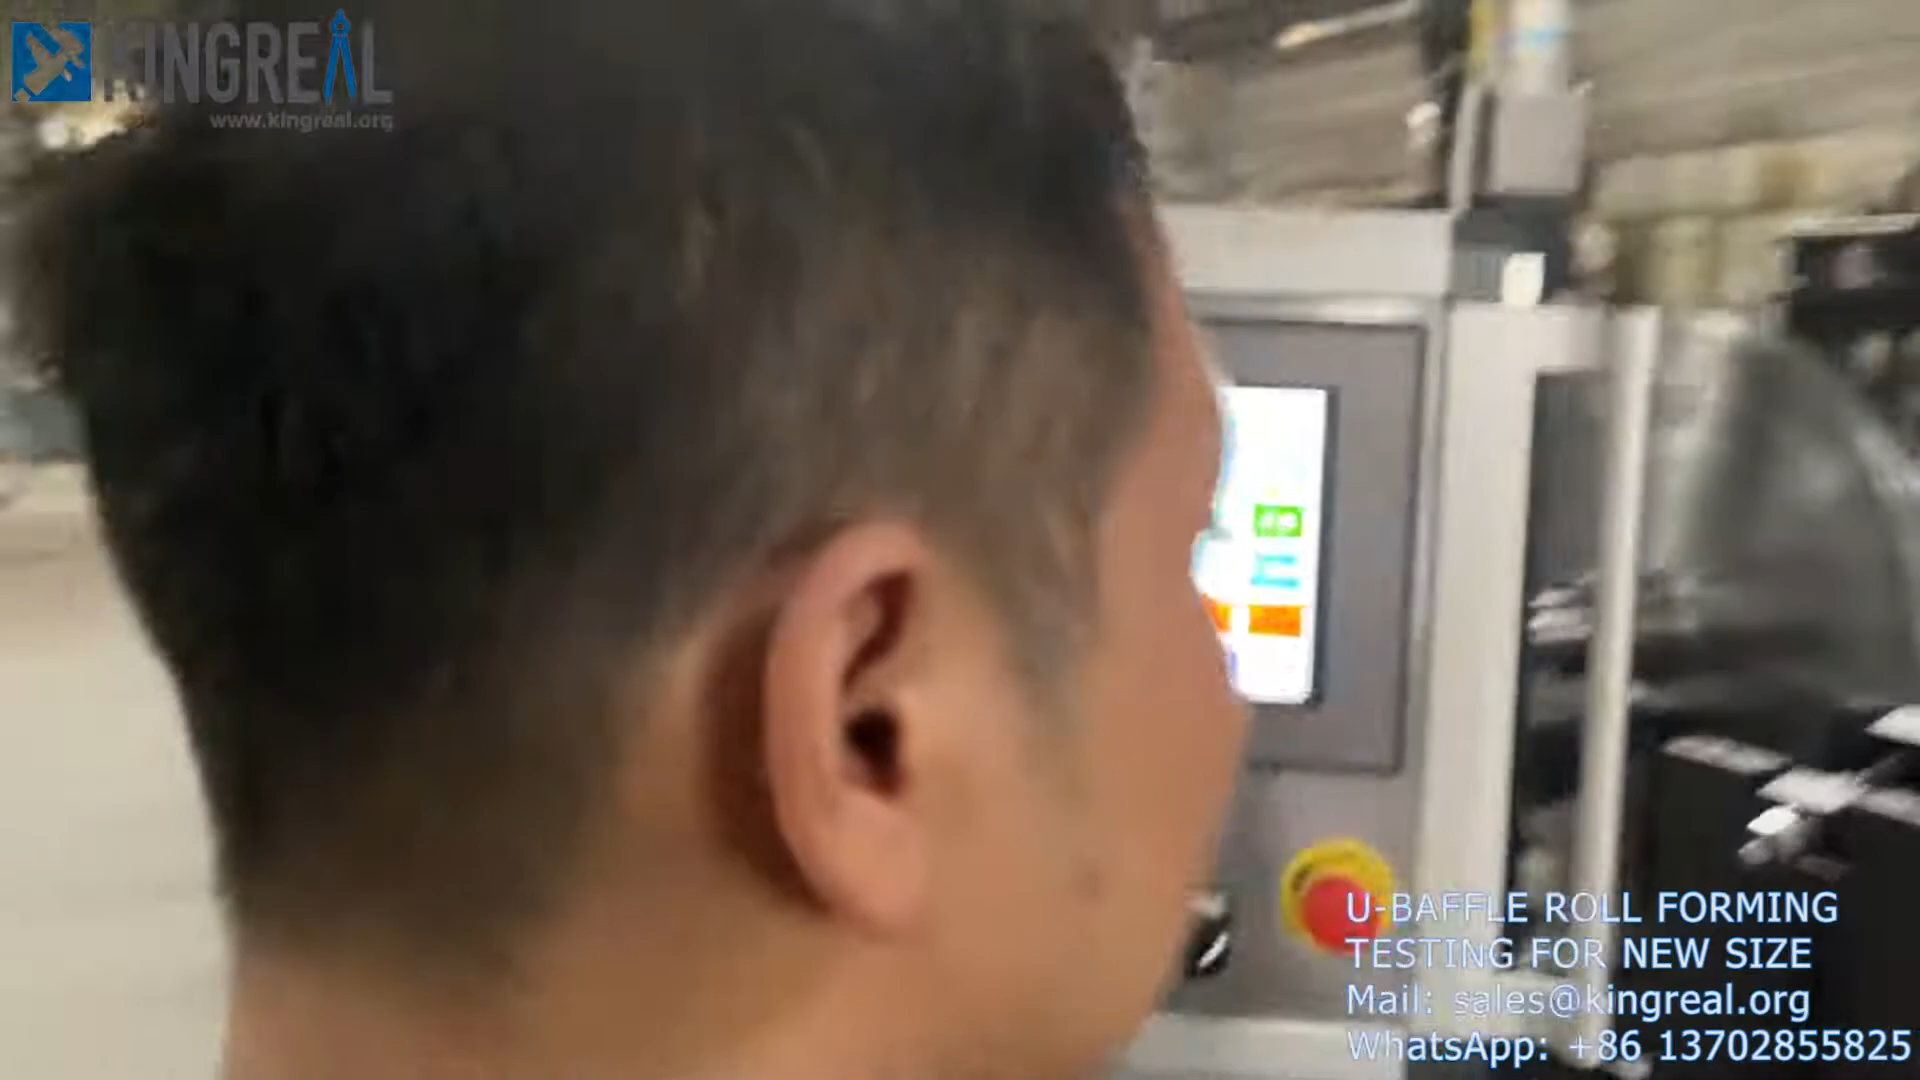 KINGREAL
www.kingreal.org
U-BAFFLE ROLL FORMING
TESTING FOR NEW SIZE
Mail: sales@kingreal.org
WhatsApp: +86 13702855825